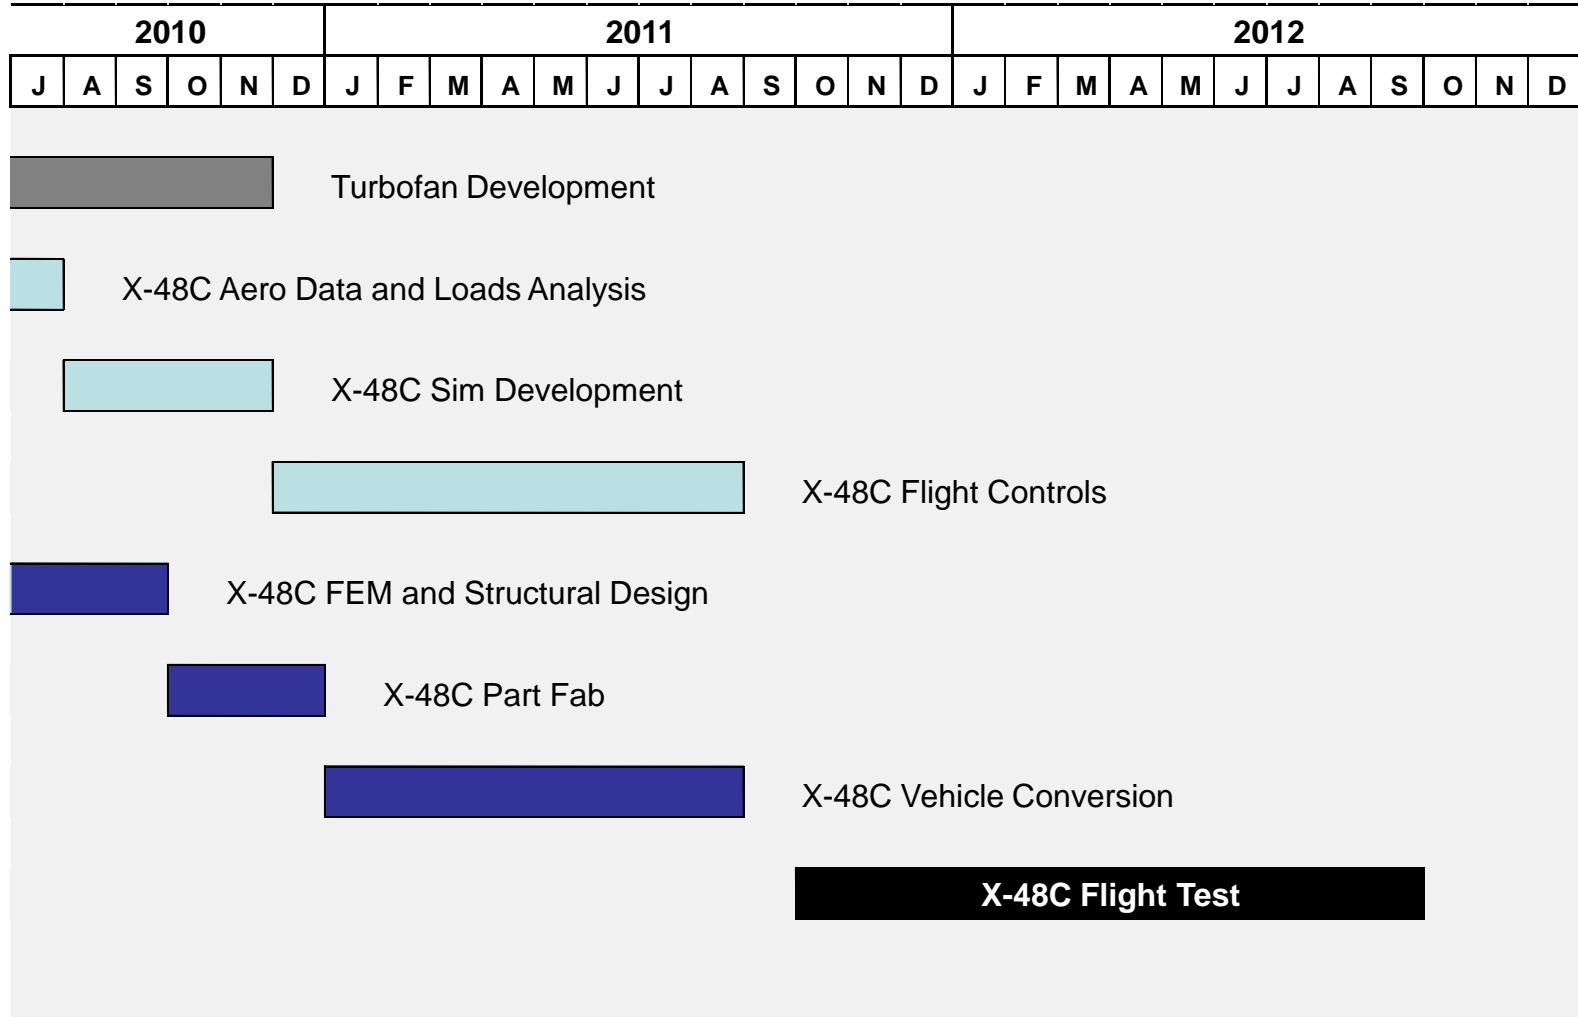 2010 2011 2012
J A S O N D J F M A M J J A S O N D J F M A M J J A S O N D
Turbofan Development
X-48C Aero Data and Loads Analysis
X-48C Sim Development
X-48C Flight Controls
X-48C FEM and Structural Design
X-48C Part Fab
X-48C Vehicle Conversion
X-48C Flight Test